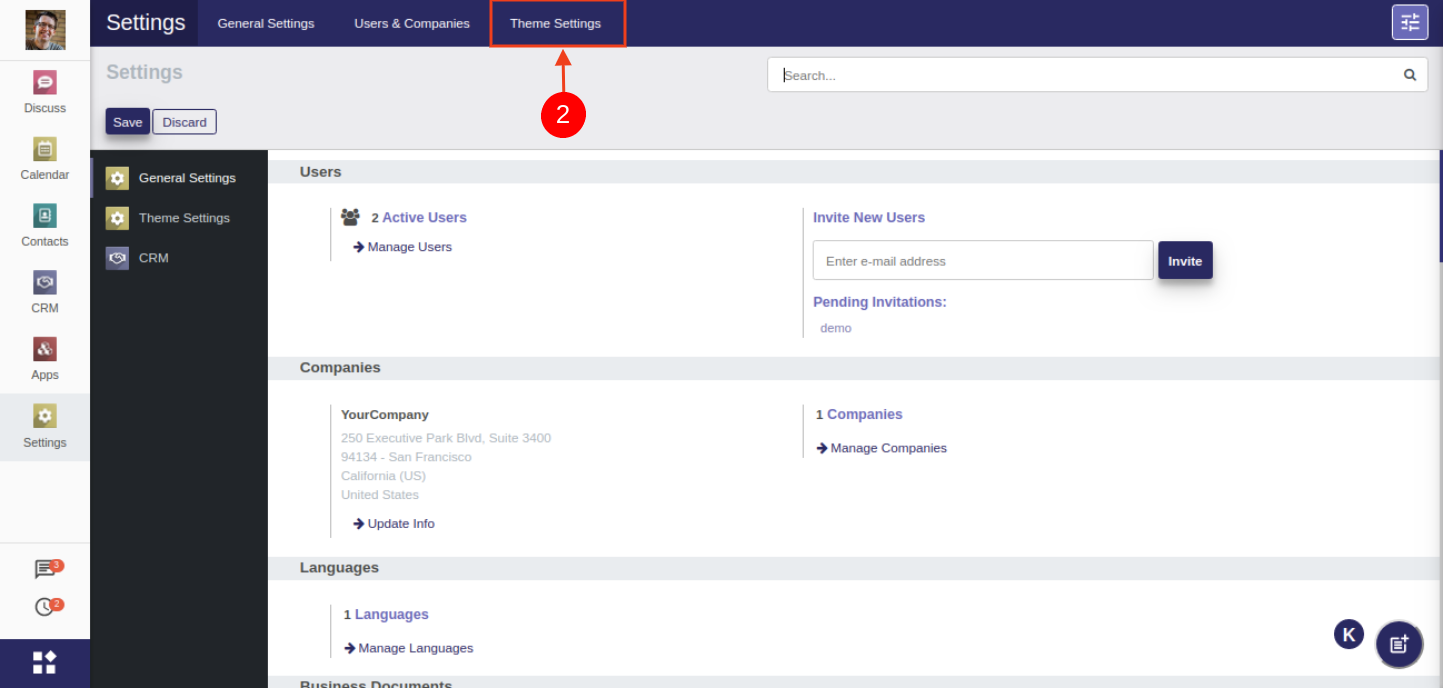 Settings
General Settings
Users & Companies
Theme Settings
2
Settings
Search...
Save
Discard
Discuss
Calendar
Contacts
CRM
Apps
Settings
3
2
General Settings
Theme Settings
CRM
Users
2 Active Users
Manage Users
Invite New Users
Enter e-mail address
Invite
Pending Invitations:
demo
Companies
YourCompany
250 Executive Park Blvd, Suite 3400
94134 - San Francisco
California (US)
United States
Update Info
1 Companies
Manage Companies
Languages
1 Languages
Manage Languages
K
Business Documents